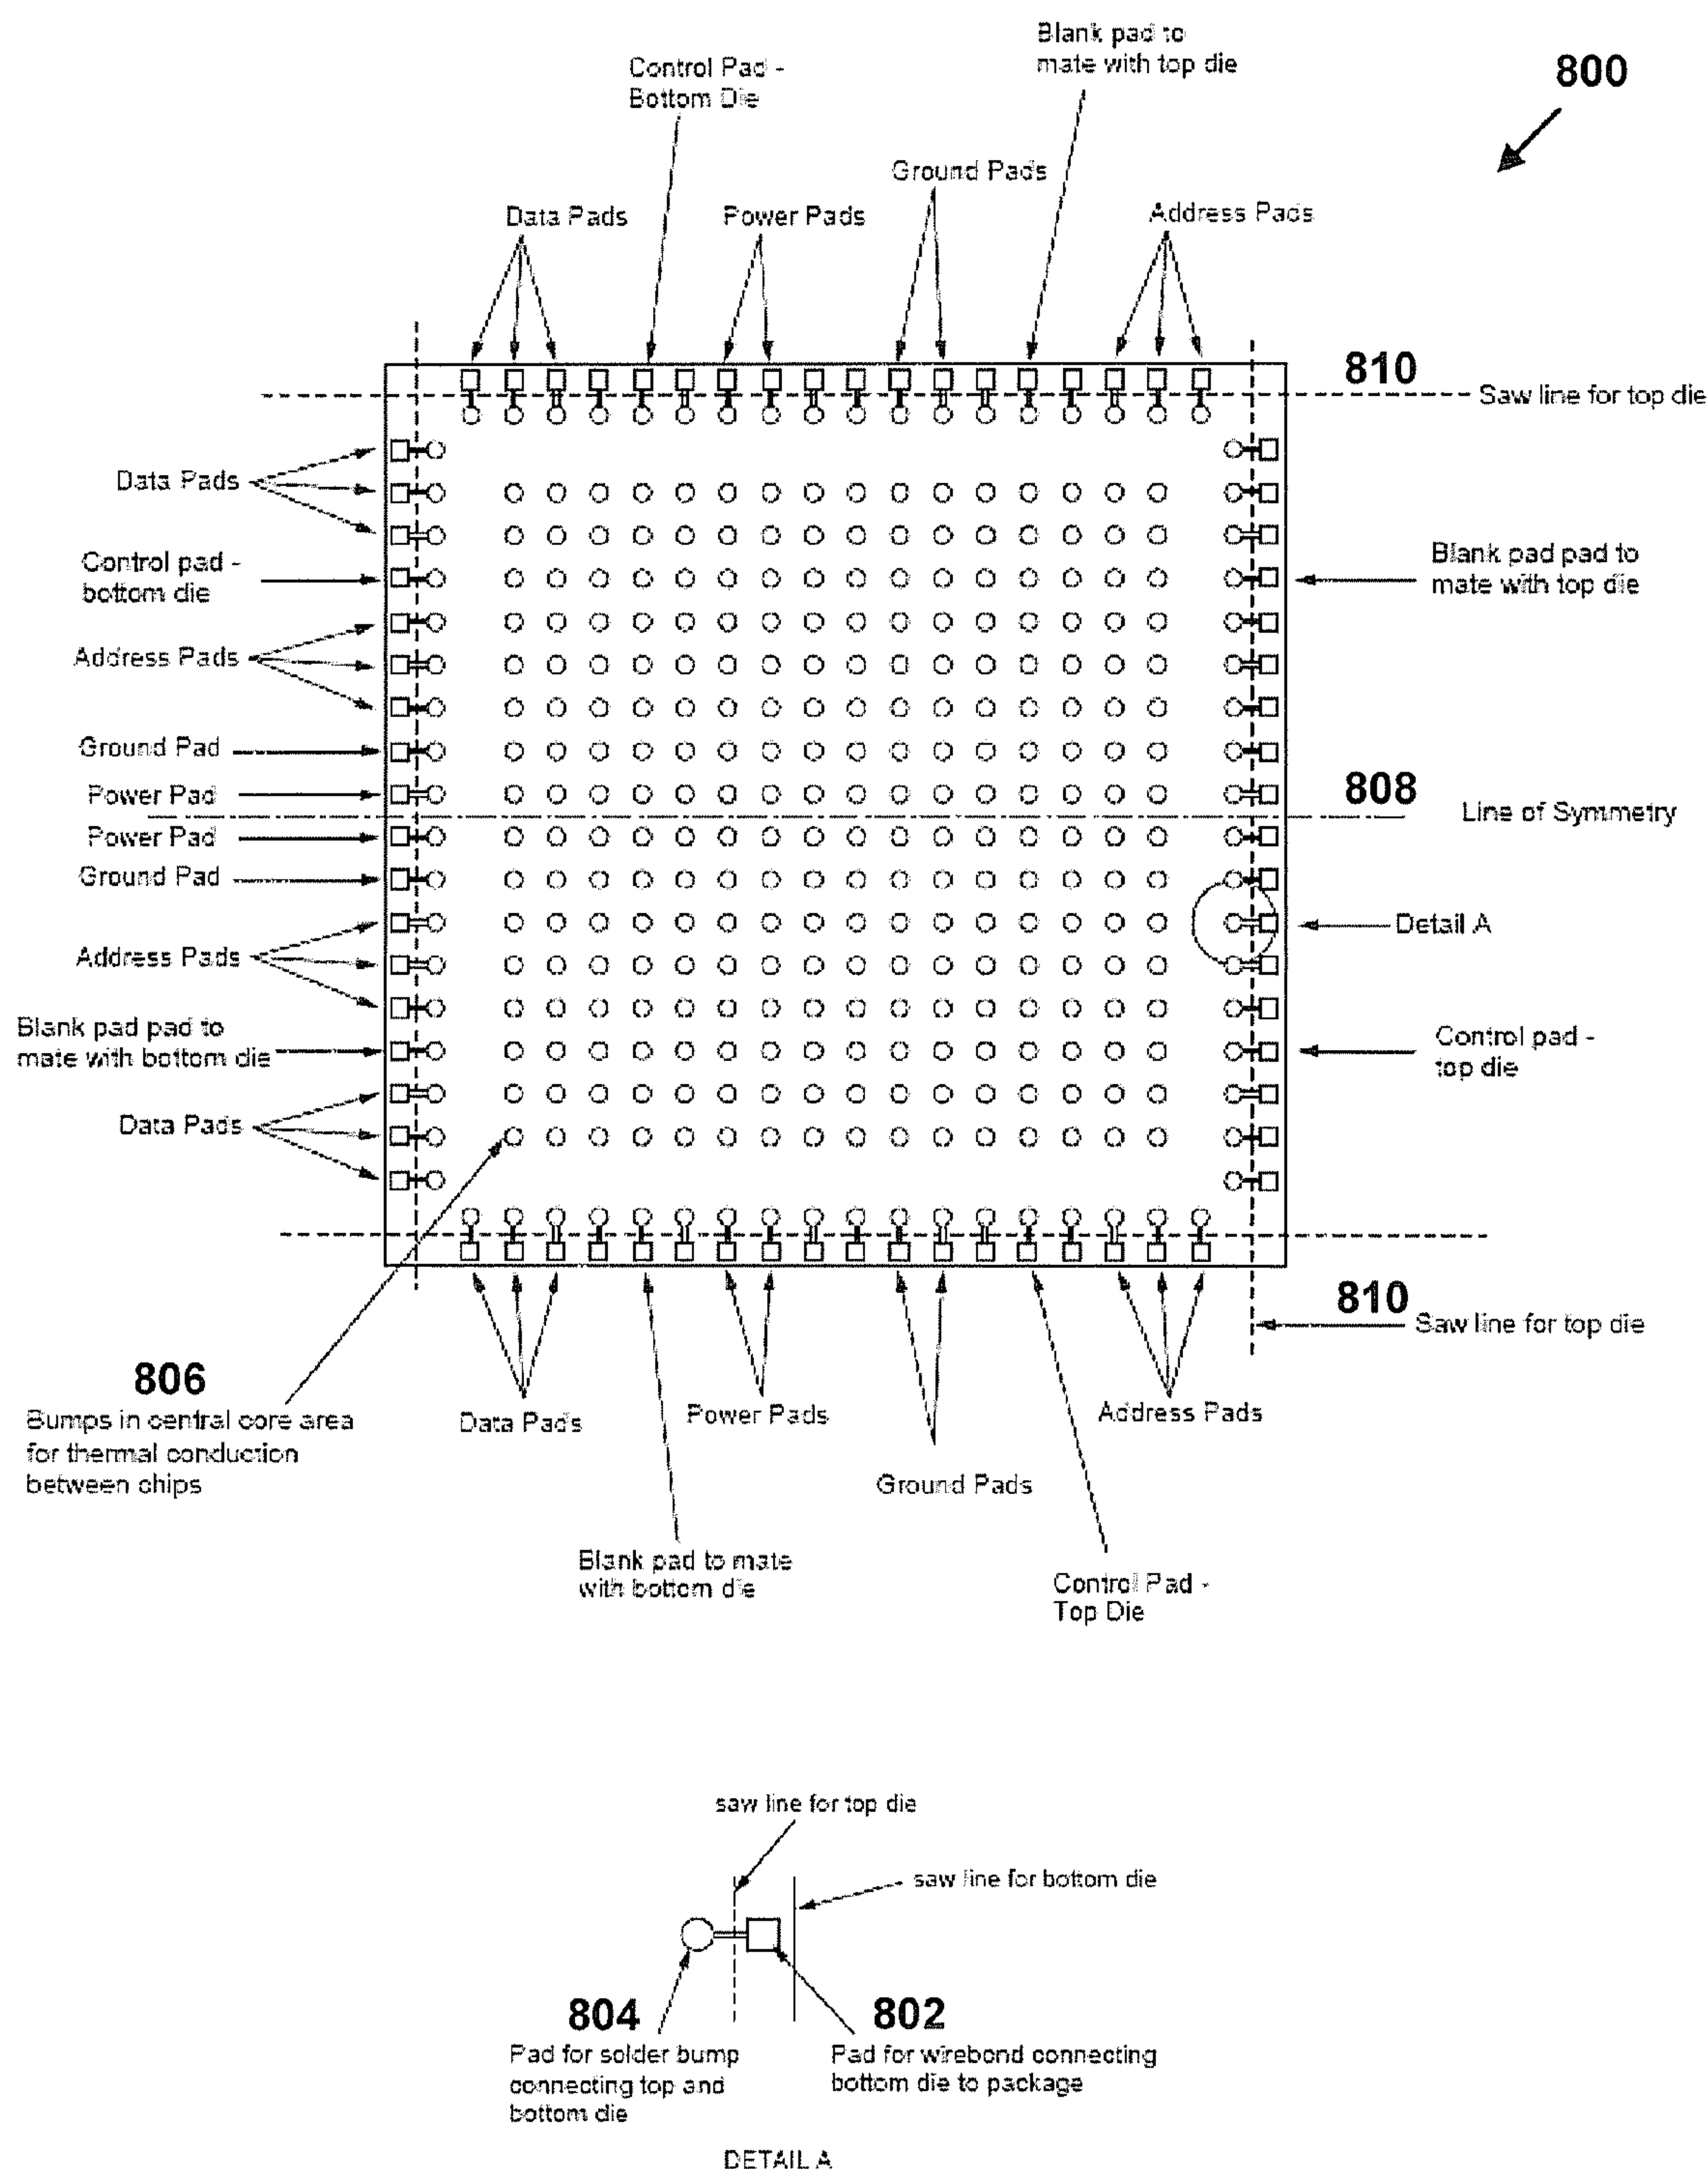 Blank pad to
mate with top die
800
Control Pad -
Bottom Die
Ground Pads
Data Pads
Power Pads
Address Pads
810
Saw line for top die
Data Pads
Control pad -
bottom die
Blank pad pad to
mate with top die
Address Pads
Ground Pad
Power Pad
808
Line of Symmetry
Power Pad
Ground Pad
Detail A
Address Pads
Blank pad pad to
mate with bottom die
Control pad -
top die
Data Pads
810
Saw line for top die
806
Bumps in central core area
for thermal conduction
between chips
Data Pads
Power Pads
Address Pads
Ground Pads
Blank pad to mate
with bottom die
Control Pad -
Top Die
saw line for top die
saw line for bottom die
804
Pad for solder bump
connecting top and
bottom die
802
Pad for wirebond connecting
bottom die to package
DETAIL A